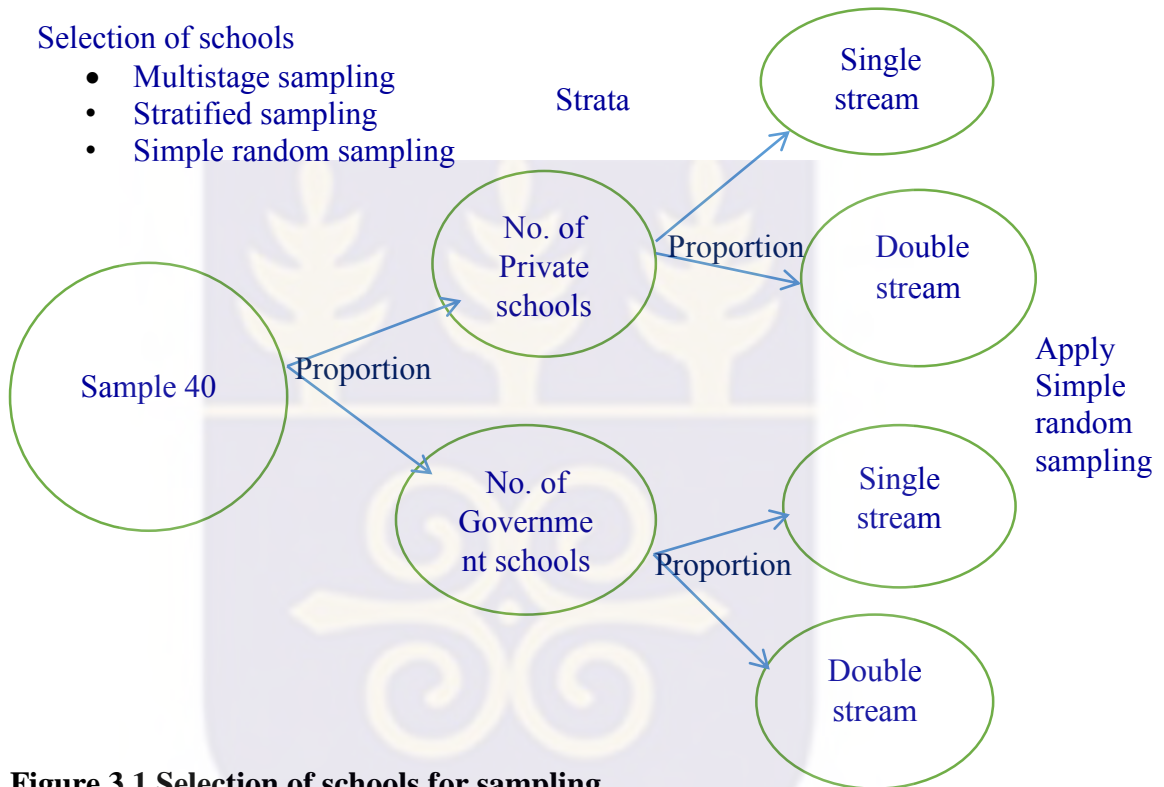 Selection of schools
• Multistage sampling
• Stratified sampling
• Simple random sampling
Strata
Single
stream
No. of
Private
schools
Proportion
Double
stream
Sample 40
Proportion
Apply
Simple
random
sampling
No. of
Governme
nt schools
Single
stream
Proportion
Double
stream
Figure 3.1 Selection of schools for sampling